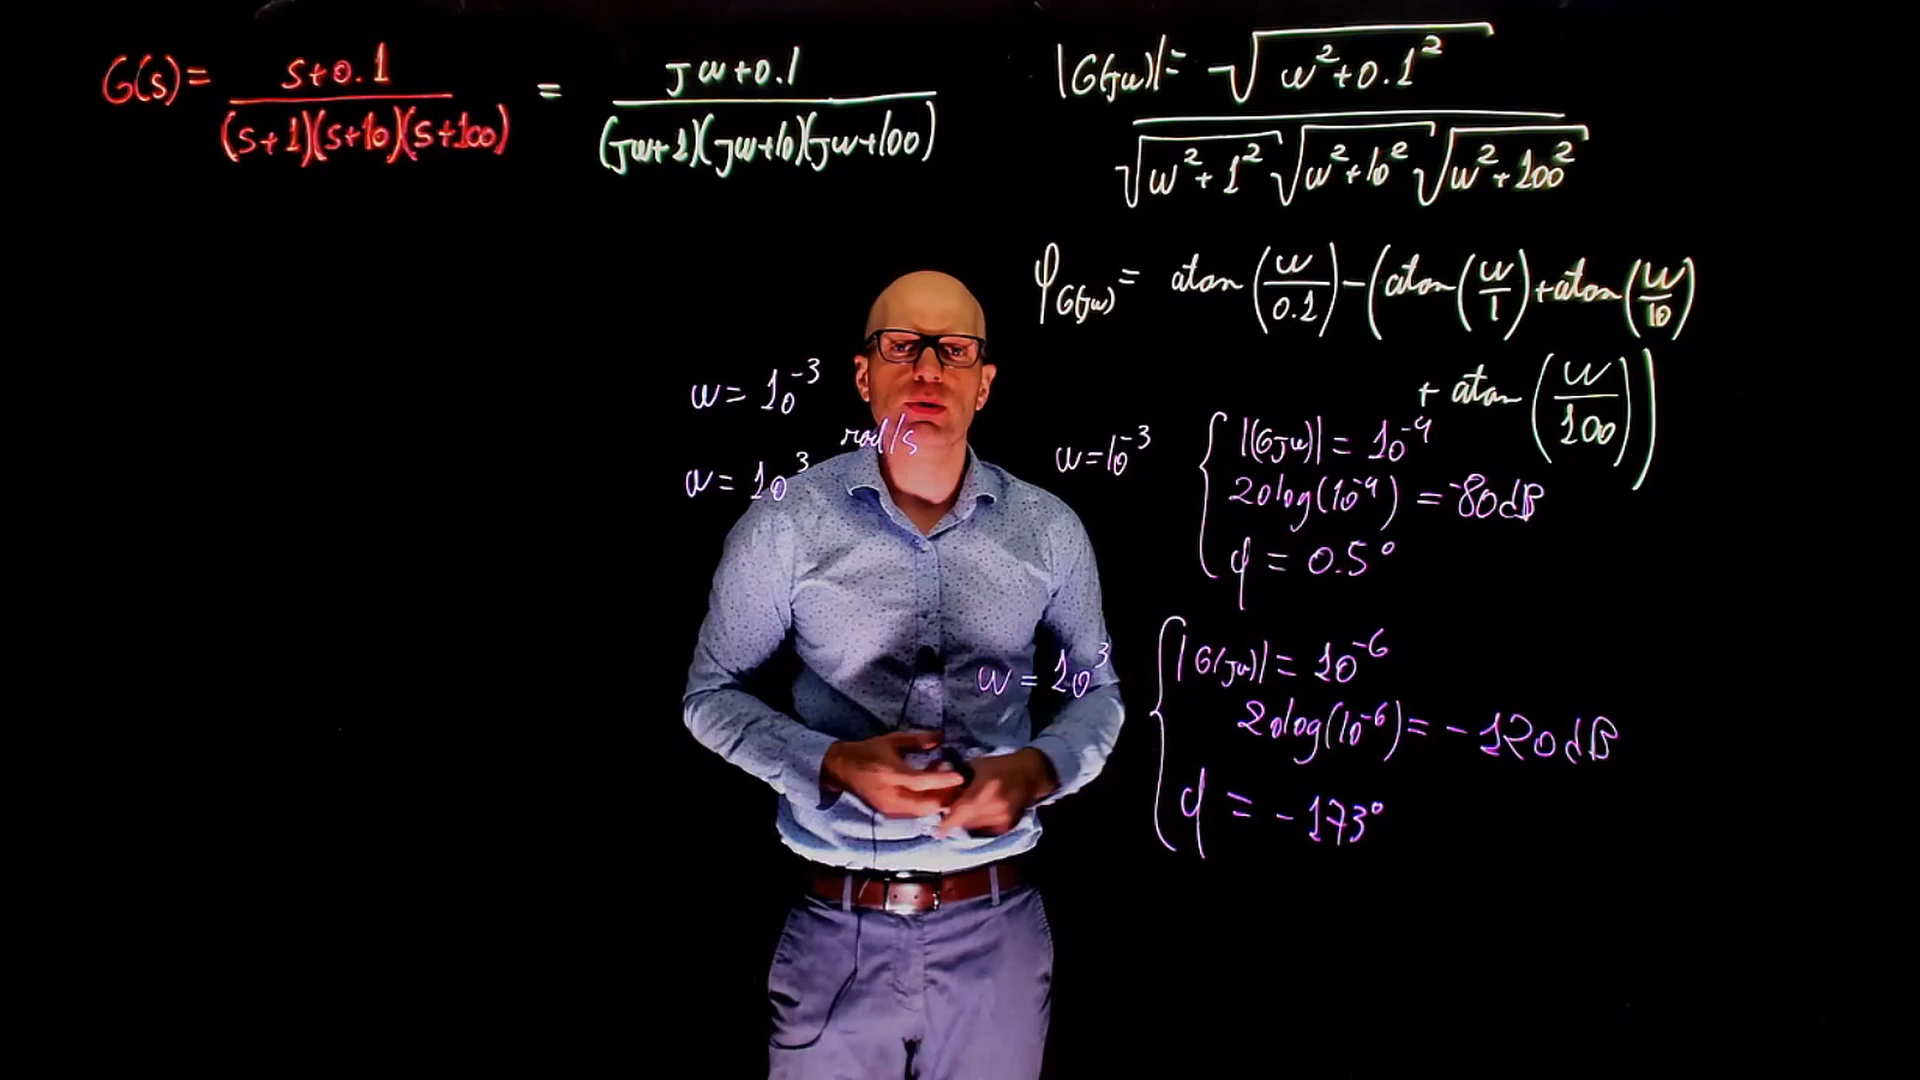 G(s) = s+0.1 / (s+1)(s+10)(s+100) = jω+0.1 / (jω+1)(jω+10)(jω+100)
|G(jω)| = √ω²+0.1² / √ω²+1² √ω²+10² √ω²+100²
φG(jω) = atan (ω/0.1) - (atan (ω/1) + atan (ω/10)
+ atan (ω/100))
ω = 10⁻³
rad/s
ω = 10³
ω = 10⁻³
|(Gjω)| = 10⁻⁴
20log(10⁻⁴) = -80dB
φ = 0.5°
ω = 10³
|G(jω)| = 10⁻⁶
20log(10⁻⁶) = -120dB
φ = -173°